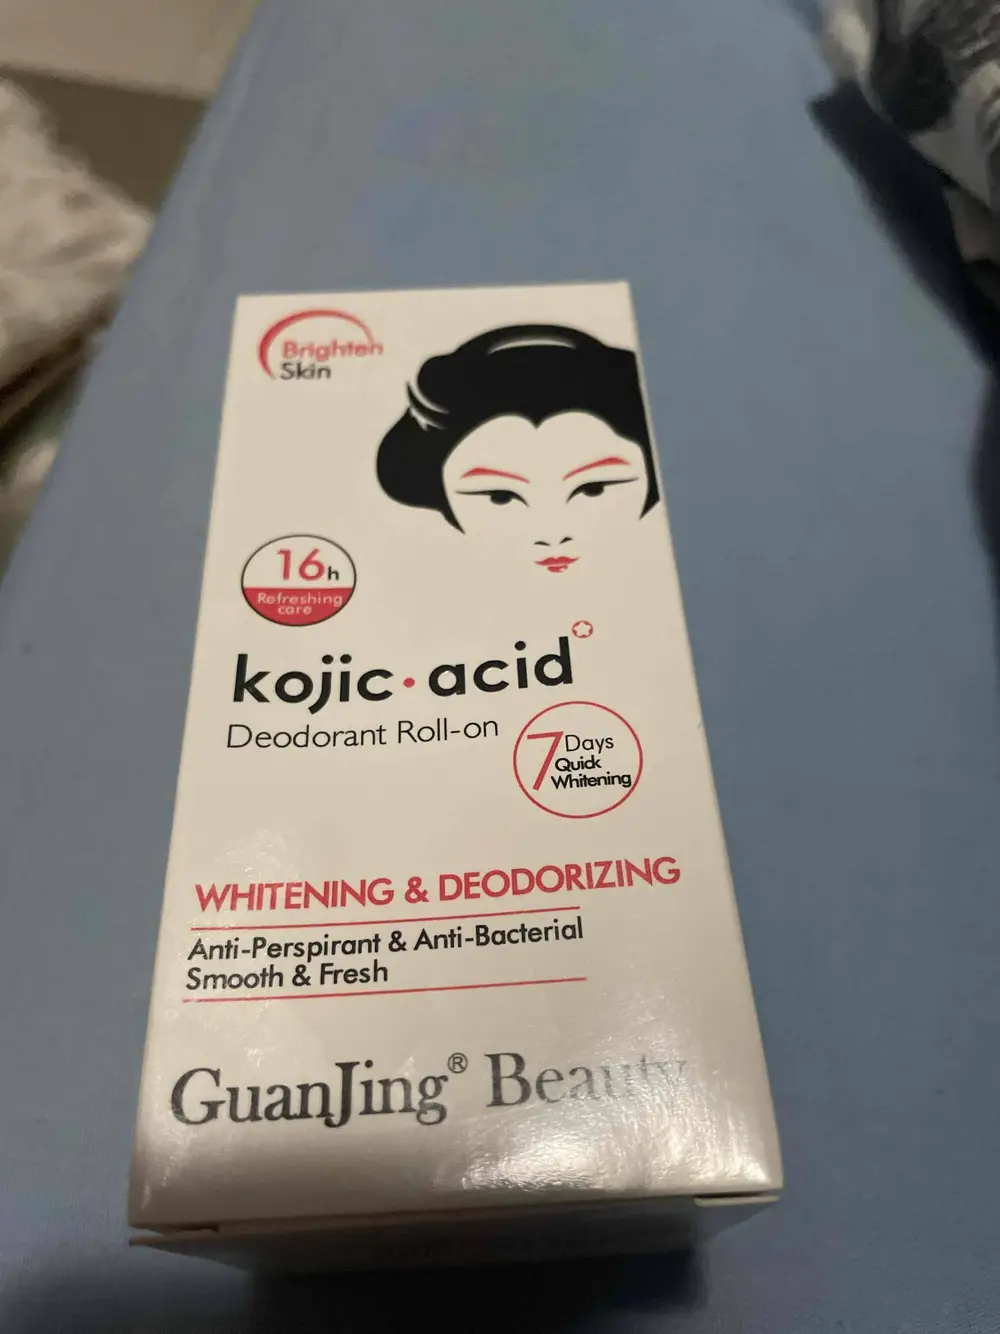 Brighten
Skin
16h
Refreshing
care
kojic·acid
Deodorant Roll-on
7 Days
Quick
Whitening
WHITENING & DEODORIZING
Anti-Perspirant & Anti-Bacterial
Smooth & Fresh
GuanJing® Beauty